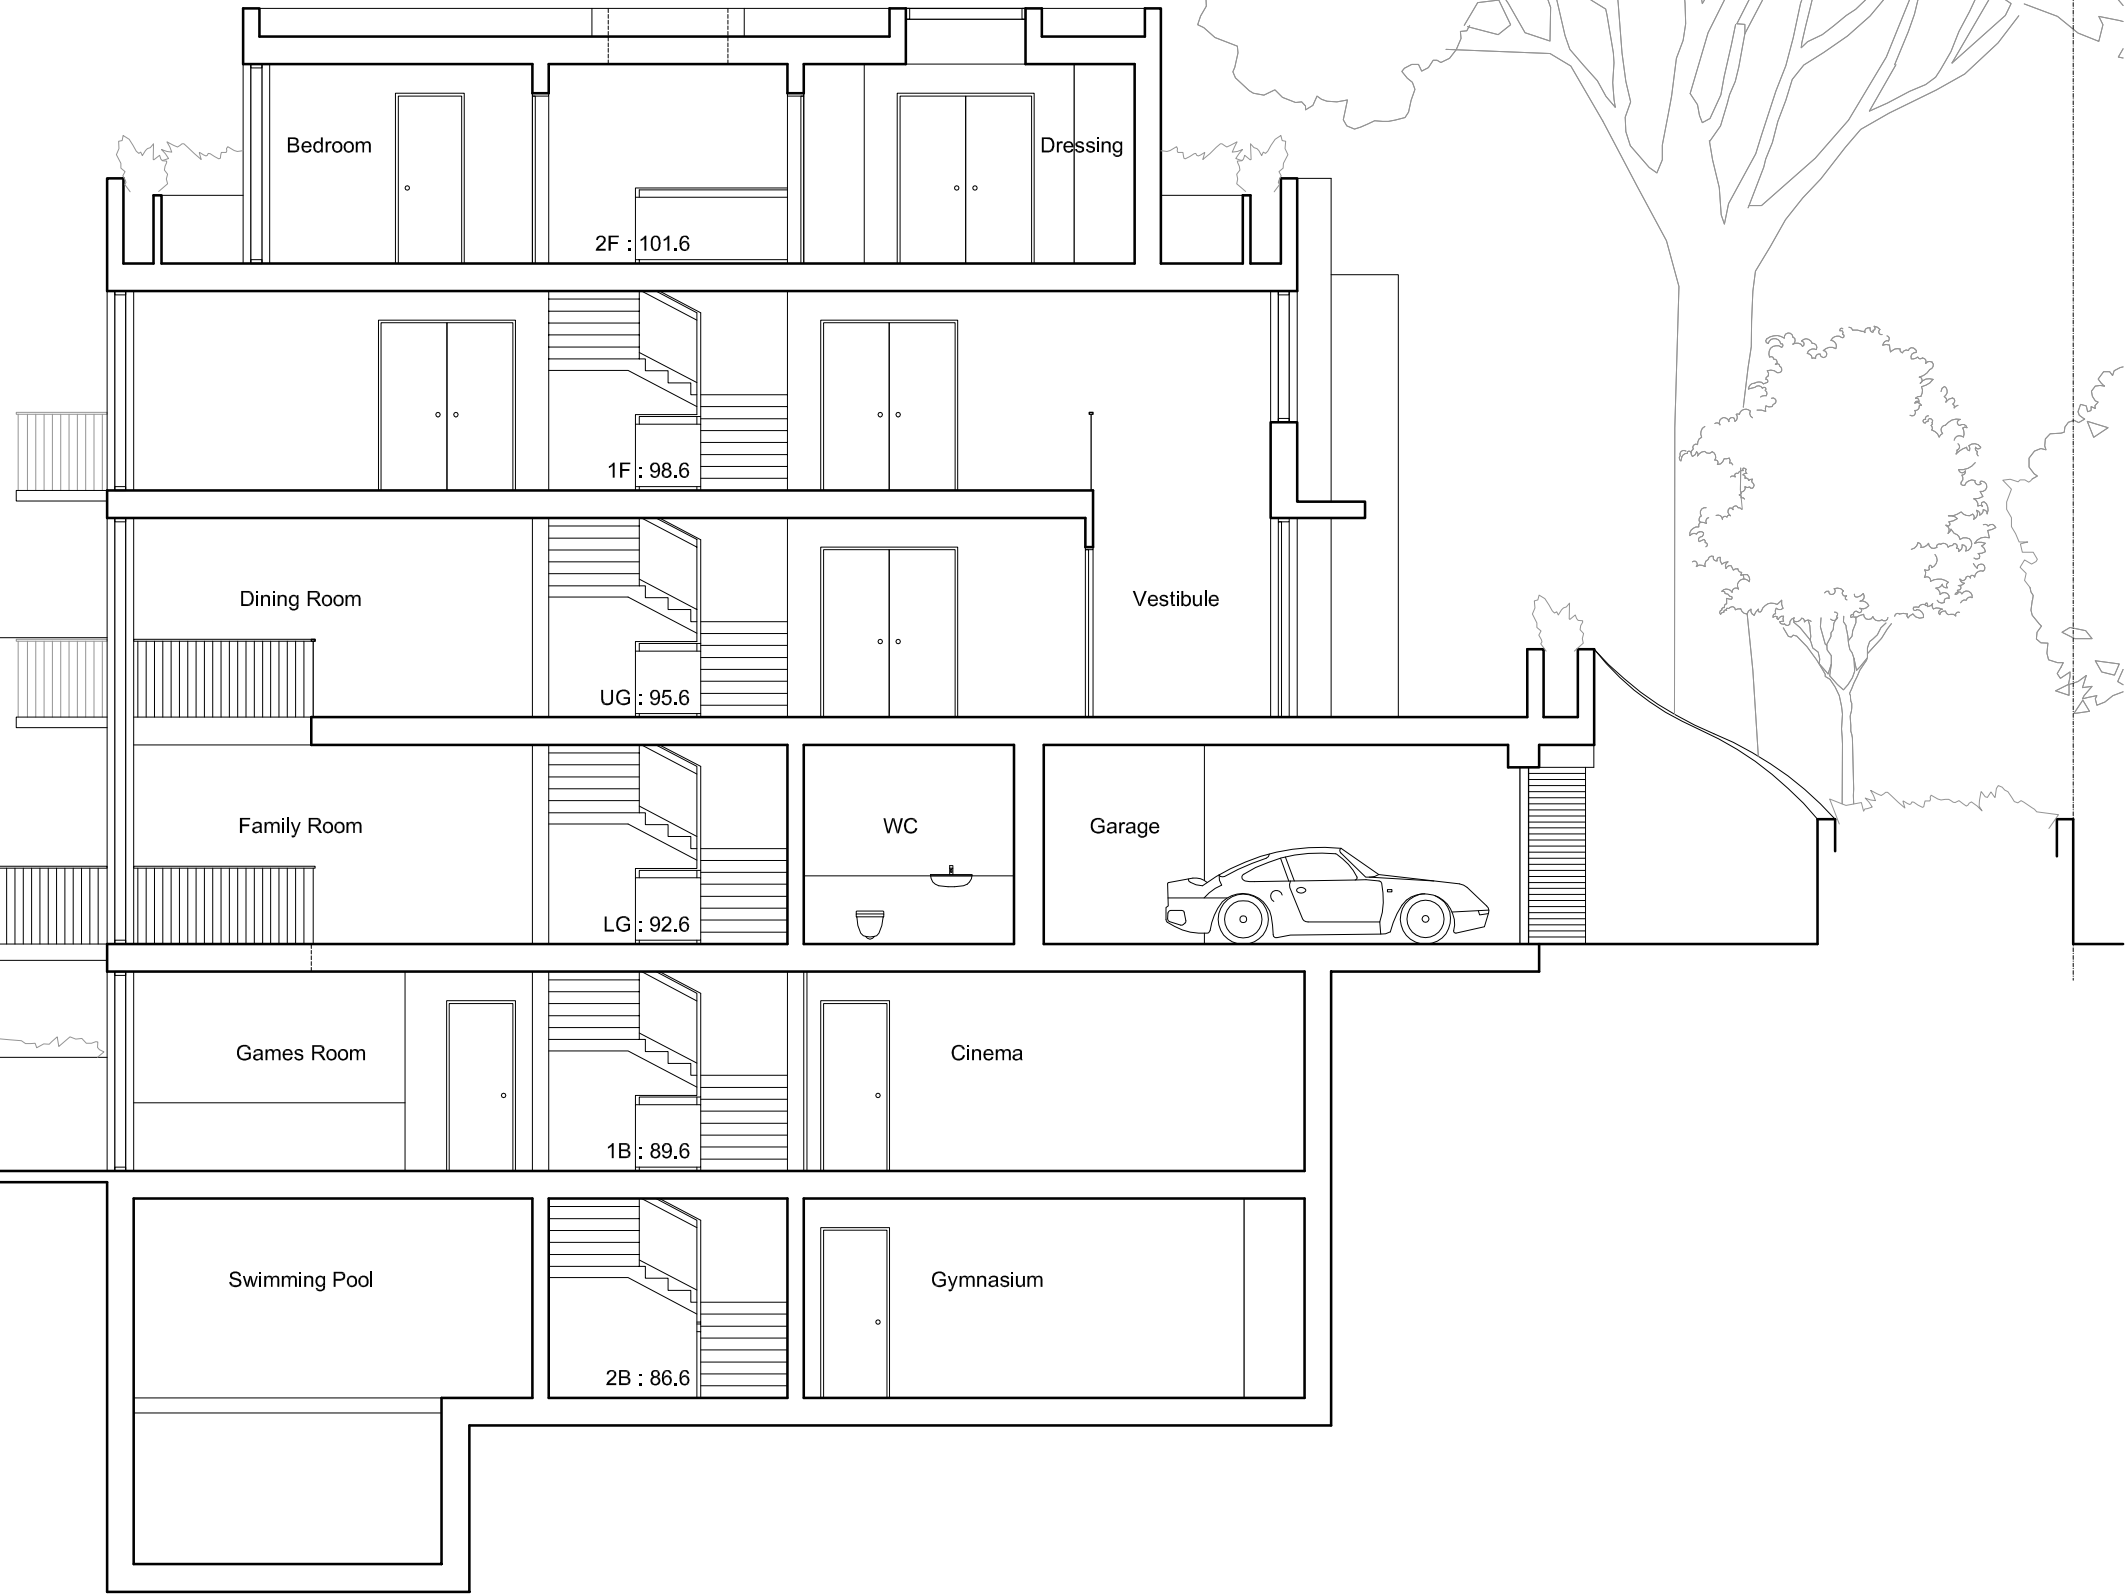 Bedroom
Dressing
2F : 101.6
1F : 98.6
Dining Room
Vestibule
UG : 95.6
Family Room
WC
Garage
LG : 92.6
Games Room
Cinema
1B : 89.6
Swimming Pool
Gymnasium
2B : 86.6